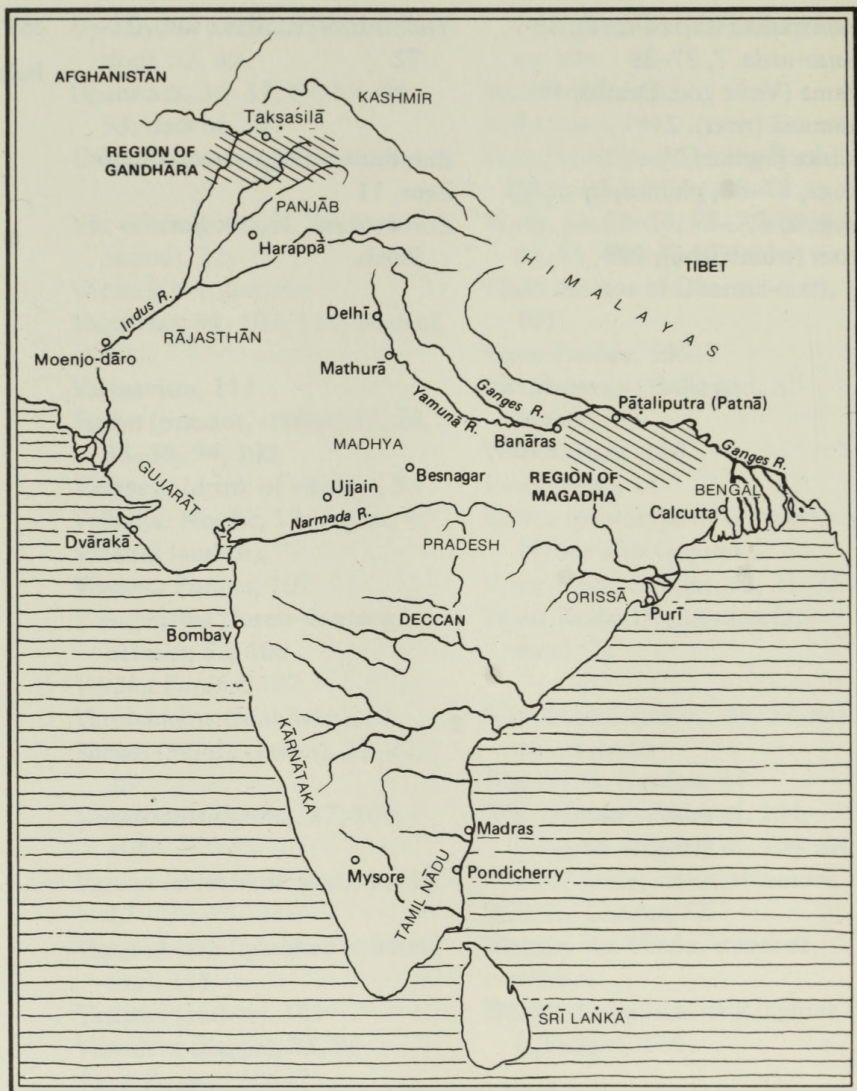 AFGHĀNISTĀN
KASHMĪR
Taksasilā
REGION OF
GANDHĀRA
PANJĀB
Harappā
HIMALAYAS
TIBET
Indus R.
RĀJASTHĀN
Delhī
Moenjo-dāro
Mathurā
Ganges R.
Yamunā R.
Pāṭaliputra (Patnā)
Banāras
Ganges R.
MADHYA
Besnagar
REGION OF
MAGADHA
BENGAL
GUJARĀT
Ujjain
Calcutta
Narmada R.
Dvārakā
PRADESH
ORISSĀ
Purī
DECCAN
Bombay
KĀRNĀTAKA
Madras
Mysore
Pondicherry
TAMIL NĀDU
ŚRĪ LAṄKĀ